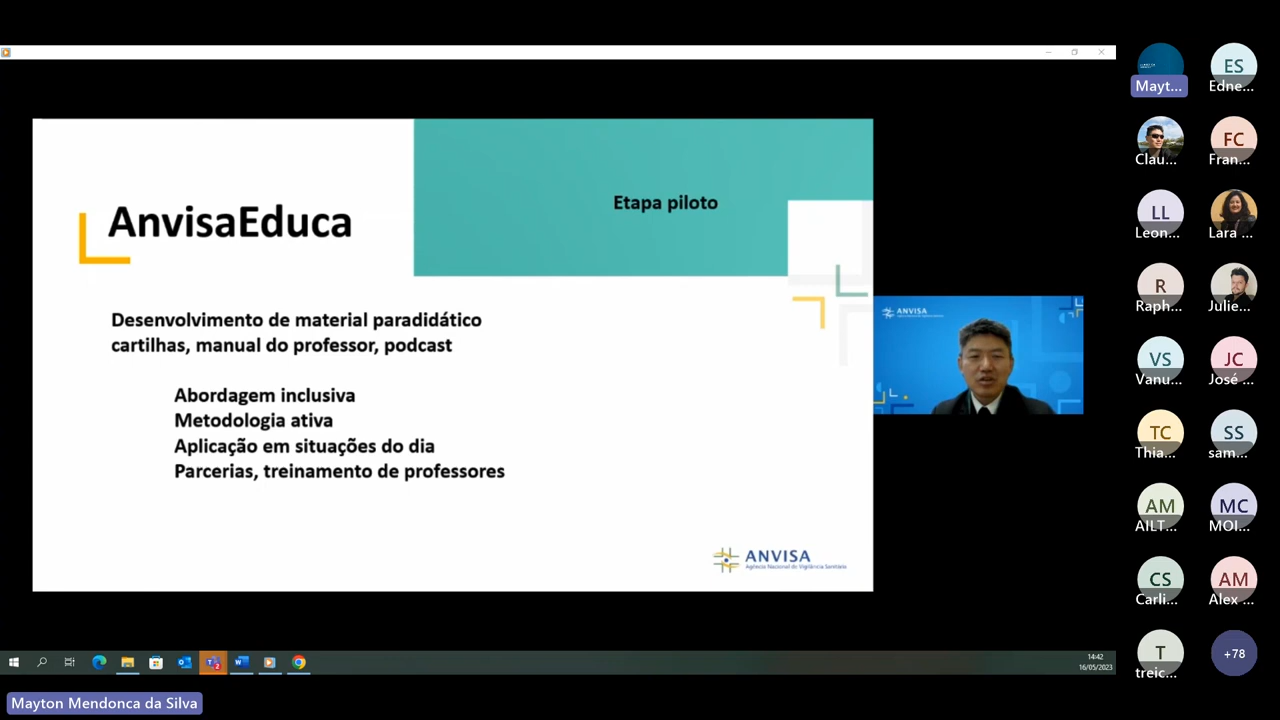 AnvisaEduca
Etapa piloto
Desenvolvimento de material paradidático
cartilhas, manual do professor, podcast
Abordagem inclusiva
Metodologia ativa
Aplicação em situações do dia
Parcerias, treinamento de professores
ANVISA
Agência Nacional de Vigilância Sanitária
ANVISA
Mayt...
ES
Edne...
Clau...
FC
Fran...
LL
Leon...
Lara ...
R
Raph...
Julie...
VS
Vanu...
JC
José ...
TC
Thia...
SS
sam...
AM
AILT...
MC
MOI...
CS
Carli...
AM
Alex ...
T
treic...
+78
14:42
16/05/2023
Mayton Mendonca da Silva